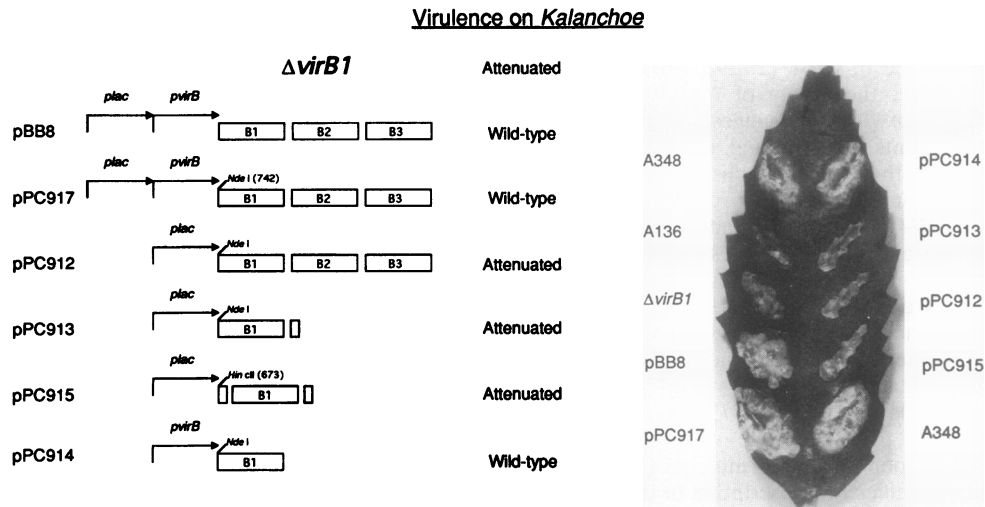 Virulence on Kalanchoe
ΔvirB1 Attenuated
plac pvirB
pBB8 B1 B2 B3 Wild-type
plac pvirB
Nde I (742)
pPC917 B1 B2 B3 Wild-type
plac
Nde I
pPC912 B1 B2 B3 Attenuated
plac
Nde I
pPC913 B1 Attenuated
plac
Hin cII (673)
pPC915 B1 Attenuated
pvirB
Nde I
pPC914 B1 Wild-type
A348 pPC914
A136 pPC913
ΔvirB1 pPC912
pBB8 pPC915
pPC917 A348